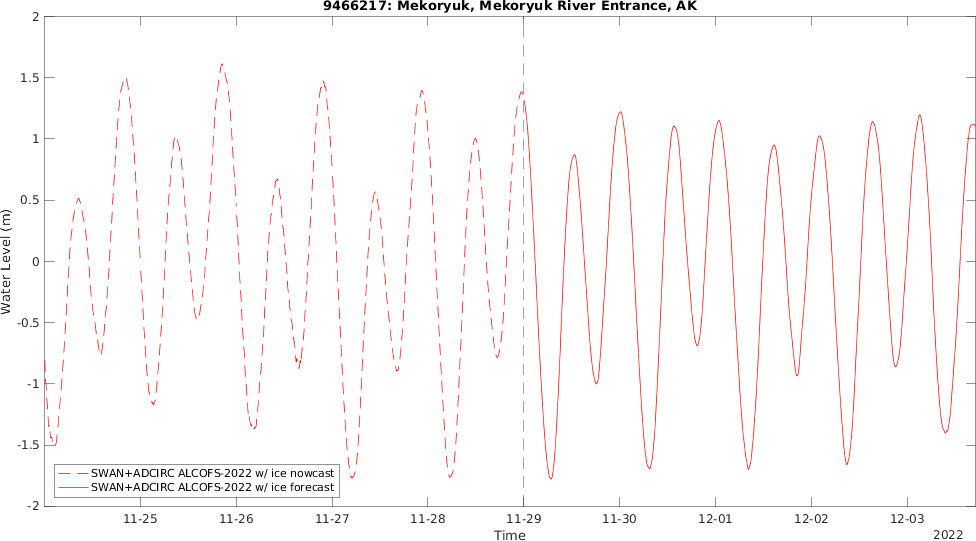 9466217: Mekoryuk, Mekoryuk River Entrance, AK
2
1.5
1
0.5
0
-0.5
-1
-1.5
-2
Water Level (m)
SWAN+ADCIRC ALCOFS-2022 w/ ice nowcast
SWAN+ADCIRC ALCOFS-2022 w/ ice forecast
11-25 11-26 11-27 11-28 11-29 11-30 12-01 12-02 12-03
Time
2022